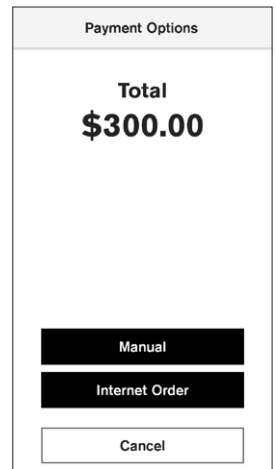 Payment Options
Total
$300.00
Manual
Internet Order
Cancel